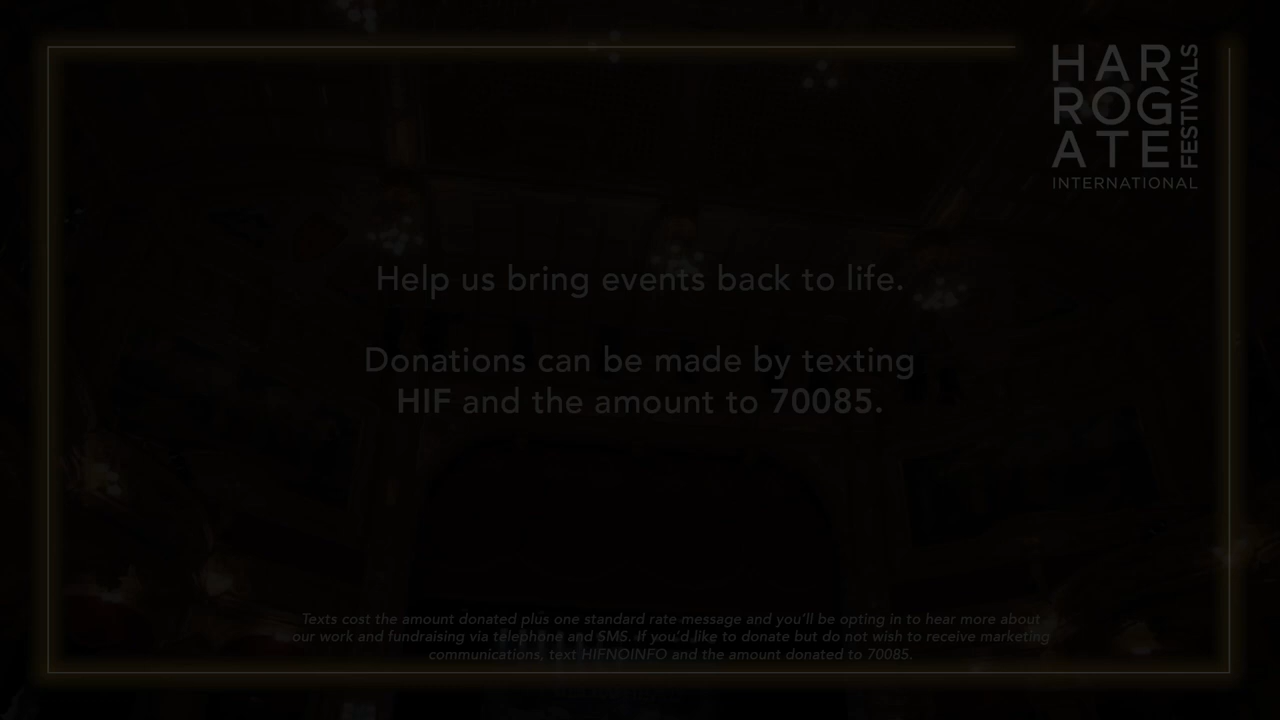 HAR
ROG
ATE
FESTIVALS
INTERNATIONAL
Help us bring events back to life.
Donations can be made by texting
HIF and the amount to 70085.
Texts cost the amount donated plus one standard rate message and you'll be opting in to hear more about
our work and fundraising via telephone and SMS. If you'd like to donate but do not wish to receive marketing
communications, text HIFNOINFO and the amount donated to 70085.